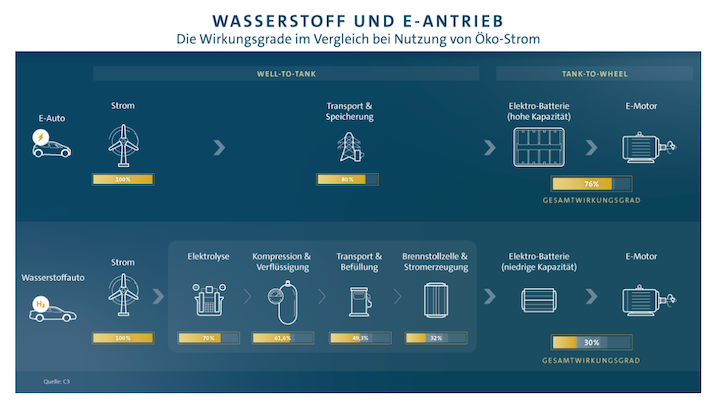 WASSERSTOFF UND E-ANTRIEB
Die Wirkungsgrade im Vergleich bei Nutzung von Öko-Strom
WELL-TO-TANK
TANK-TO-WHEEL
E-Auto
Strom
Transport &
Speicherung
Elektro-Batterie
(hohe Kapazität)
E-Motor
100%
80%
76%
GESAMTWIRKUNGSGRAD
Wasserstoffauto
H₂
Strom
Elektrolyse
Kompression &
Verflüssigung
Transport &
Befüllung
Brennstoffzelle &
Stromerzeugung
Elektro-Batterie
(niedrige Kapazität)
E-Motor
100%
70%
61,6%
49,3%
32%
30%
GESAMTWIRKUNGSGRAD
Quelle: C3